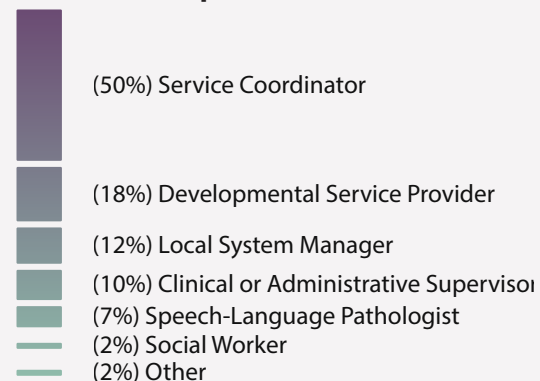 (50%) Service Coordinator
(18%) Developmental Service Provider
(12%) Local System Manager
(10%) Clinical or Administrative Supervisor
(7%) Speech-Language Pathologist
(2%) Social Worker
(2%) Other